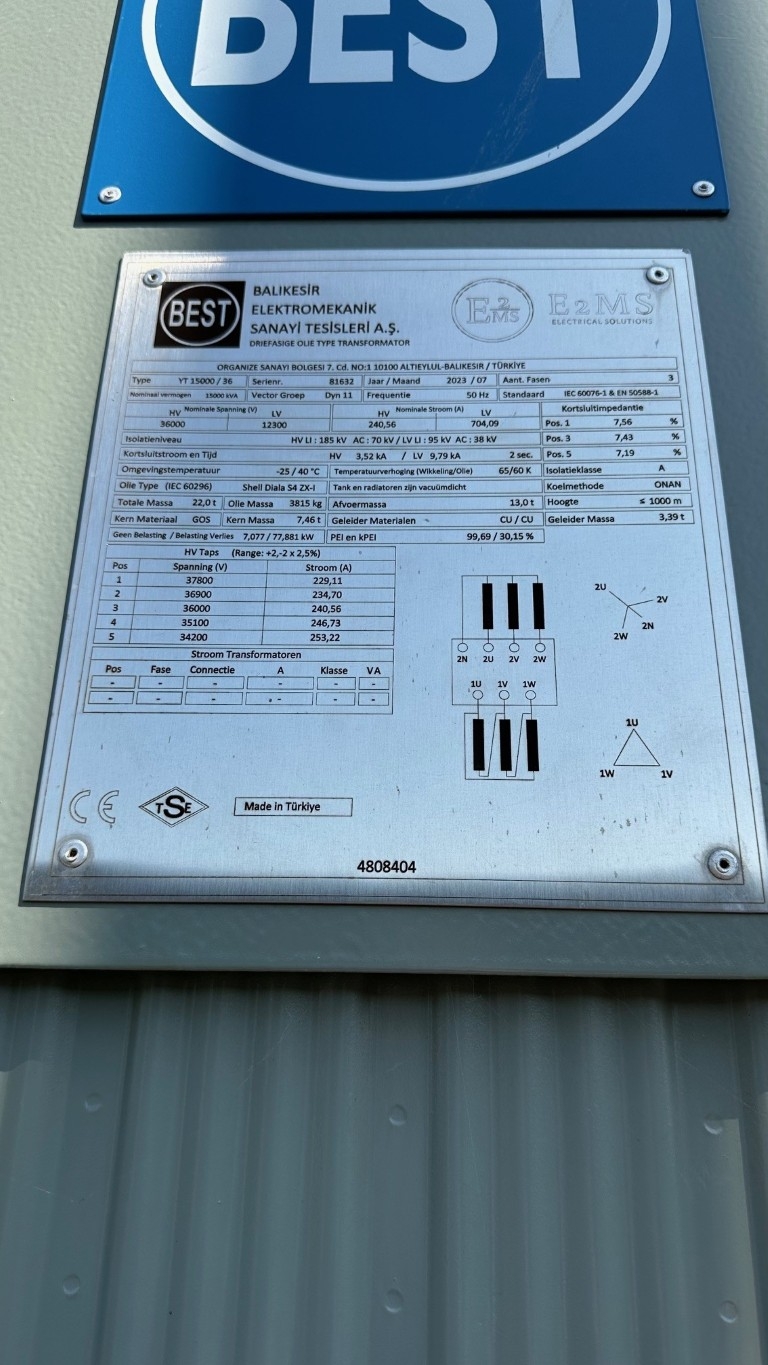 BEST
BEST
BALIKESİR
ELEKTROMEKANİK
SANAYİ TESİSLERİ A.Ş.
DRIEFASIGE OLIE TYPE TRANSFORMATOR
E2MS
E2MS
ELECTRICAL SOLUTIONS
ORGANIZE SANAYI BOLGESI 7. Cd. NO:1 10100 ALTIEYLUL-BALIKESIR / TÜRKİYE
Type YT 15000 / 36 Serienr. 81632 Jaar / Maand 2023 / 07 Aant. Fasen 3
Nominaal vermogen 15000 kVA Vector Groep Dyn 11 Frequentie 50 Hz Standaard IEC 60076-1 & EN 50588-1
HV Nominale Spanning (V) LV HV Nominale Stroom (A) LV Kortsluitimpedantie
36000 12300 240,56 704,09 Pos. 1 7,56 %
Isolatieniveau HV LI : 185 kV AC : 70 kV / LV LI : 95 kV AC : 38 kV Pos. 3 7,43 %
Kortsluitstroom en Tijd HV 3,52 kA / LV 9,79 kA 2 sec. Pos. 5 7,19 %
Omgevingstemperatuur -25 / 40 °C Temperatuurverhoging (Wikkeling/Olie) 65/60 K Isolatieklasse A
Olie Type (IEC 60296) Shell Diala S4 ZX-I Tank en radiatoren zijn vacuümdicht Koelmethode ONAN
Totale Massa 22,0 t Olie Massa 3815 kg Afvoermassa 13,0 t Hoogte ≤ 1000 m
Kern Materiaal GOS Kern Massa 7,46 t Geleider Materialen CU / CU Geleider Massa 3,39 t
Geen Belasting / Belasting Verlies 7,077 / 77,881 kW PEI en kPEI 99,69 / 30,15 %
HV Taps (Range: +2,-2 x 2,5%)
Pos Spanning (V) Stroom (A)
1 37800 229,11
2 36900 234,70
3 36000 240,56
4 35100 246,73
5 34200 253,22
Stroom Transformatoren
Pos Fase Connectie A Klasse VA
- - - - - -
- - - - - -
2N 2U 2V 2W
1U 1V 1W
2U
2V
2N
2W
1U
1W 1V
CE TSE Made in Türkiye
4808404